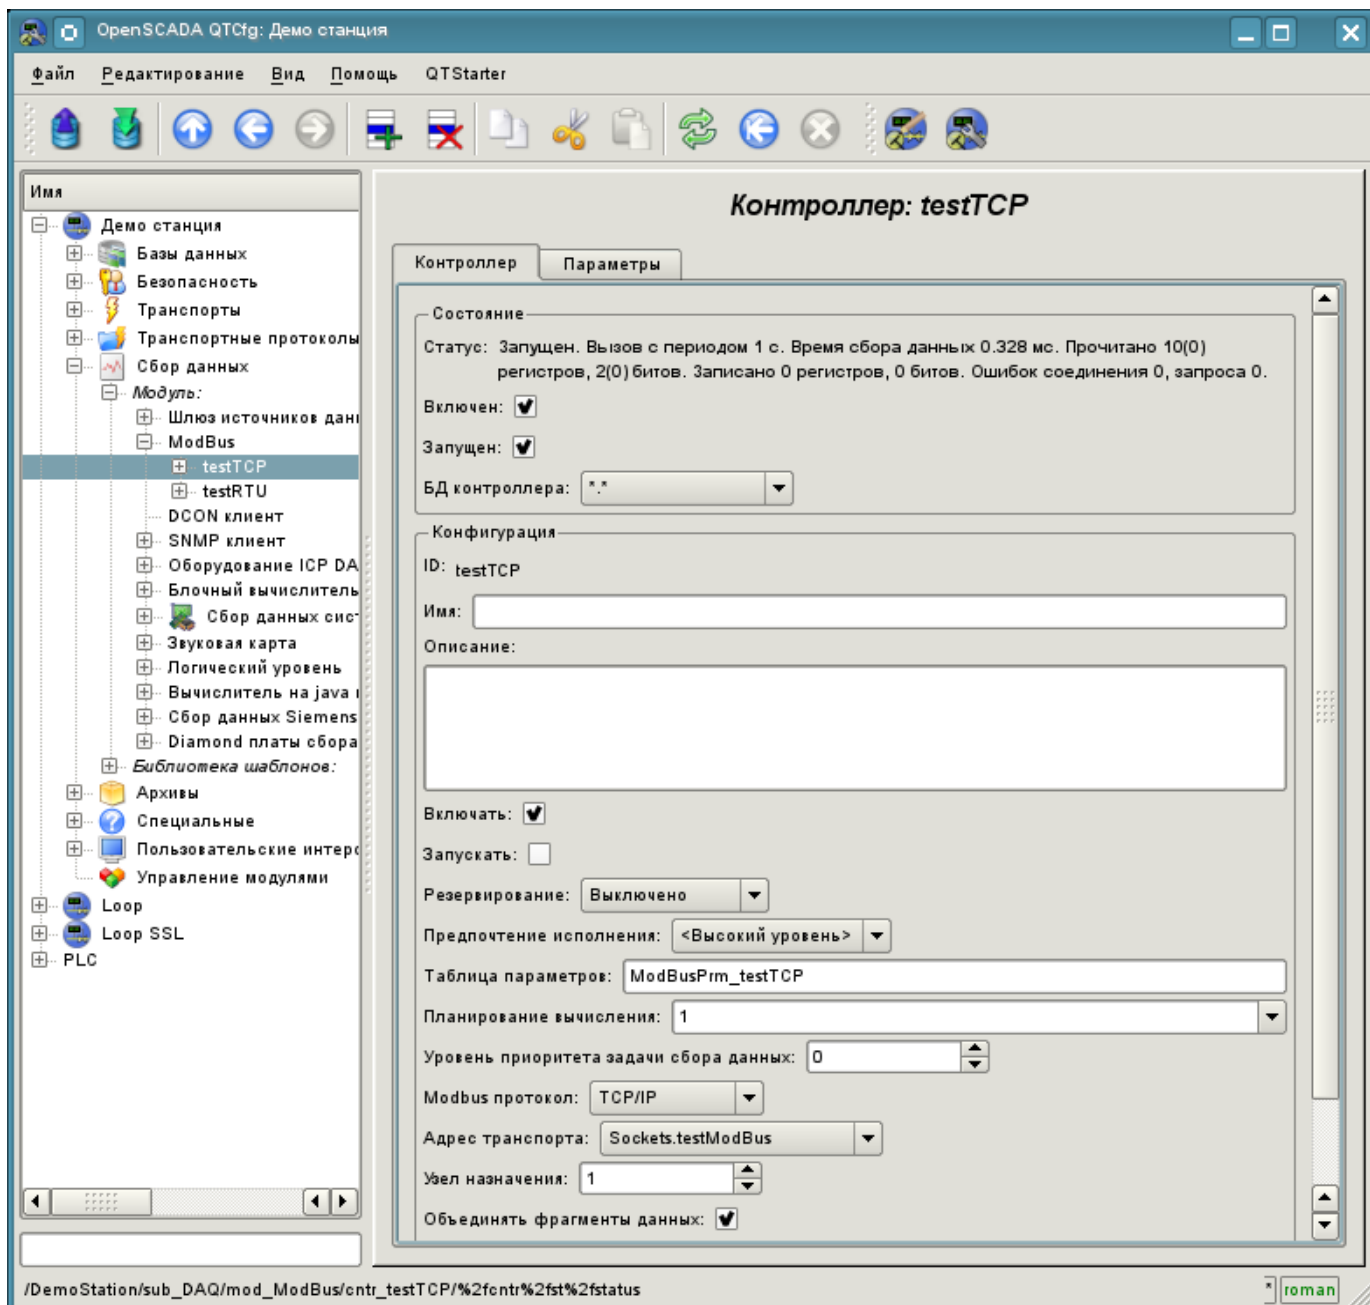 OpenSCADA QTCfg: Демо станция
Файл Редактирование Вид Помощь QTStarter
Имя
Демо станция
Базы данных
Безопасность
Транспорты
Транспортные протоколы
Сбор данных
Модуль:
Шлюз источников данн
ModBus
testTCP
testRTU
DCON клиент
SNMP клиент
Оборудование ICP DA
Блочный вычислитель
Сбор данных сист
Звуковая карта
Логический уровень
Вычислитель на java
Сбор данных Siemens
Diamond платы сбора
Библиотека шаблонов:
Архивы
Специальные
Пользовательские интерф
Управление модулями
Loop
Loop SSL
PLC
Контроллер: testTCP
Контроллер Параметры
Состояние
Статус: Запущен. Вызов с периодом 1 с. Время сбора данных 0.328 мс. Прочитано 10(0)
регистров, 2(0) битов. Записано 0 регистров, 0 битов. Ошибок соединения 0, запроса 0.
Включен:
Запущен:
БД контроллера: *.*
Конфигурация
ID: testTCP
Имя:
Описание:
Включать:
Запускать:
Резервирование: Выключено
Предпочтение исполнения: <Высокий уровень>
Таблица параметров: ModBusPrm_testTCP
Планирование вычисления: 1
Уровень приоритета задачи сбора данных: 0
Modbus протокол: TCP/IP
Адрес транспорта: Sockets.testModBus
Узел назначения: 1
Объединять фрагменты данных:
/DemoStation/sub_DAQ/mod_ModBus/cntr_testTCP/%2fcntr%2fst%2fstatus
* roman